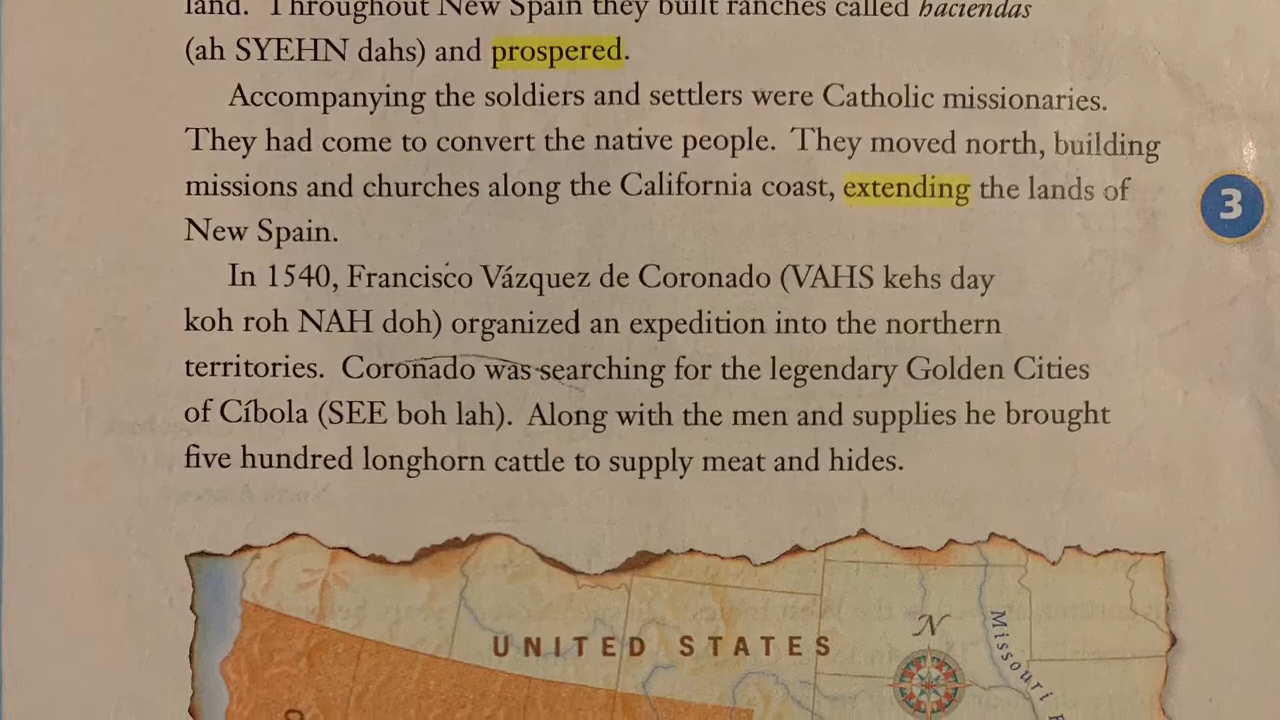 land. Throughout New Spain they built ranches called haciendas
(ah SYEHN dahs) and prospered.
Accompanying the soldiers and settlers were Catholic missionaries.
They had come to convert the native people. They moved north, building
missions and churches along the California coast, extending the lands of
New Spain.
3
In 1540, Francisco Vázquez de Coronado (VAHS kehs day
koh roh NAH doh) organized an expedition into the northern
territories. Coronado was searching for the legendary Golden Cities
of Cíbola (SEE boh lah). Along with the men and supplies he brought
five hundred longhorn cattle to supply meat and hides.
UNITED STATES
N
Missouri